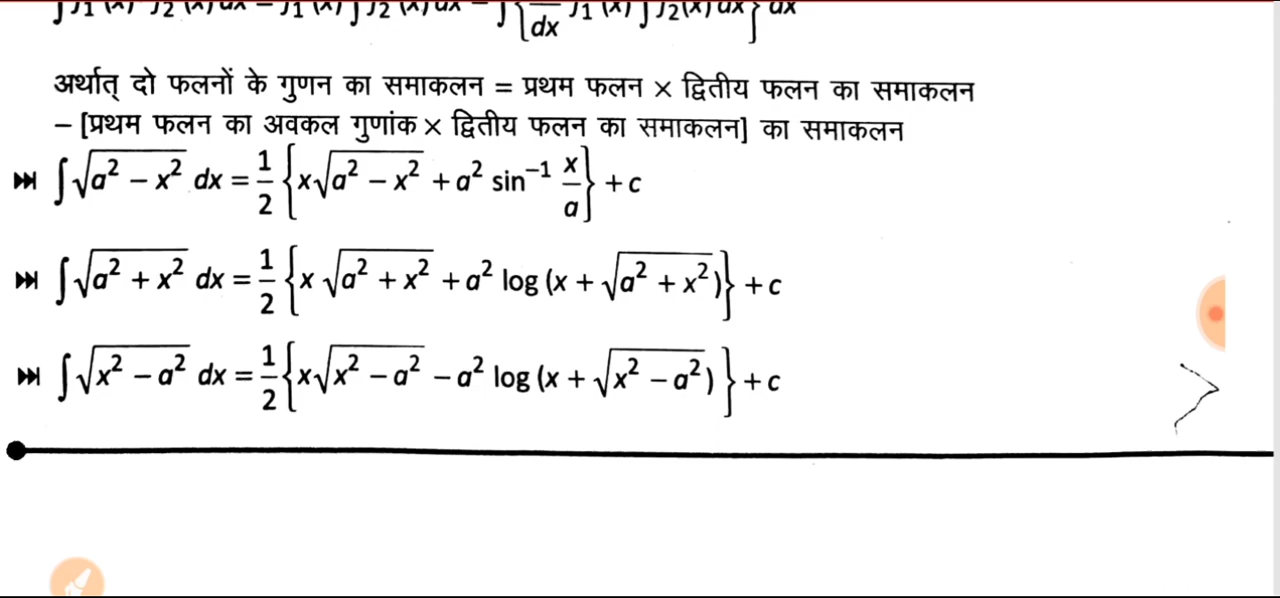 अर्थात् दो फलनों के गुणन का समाकलन = प्रथम फलन × द्वितीय फलन का समाकलन
– [प्रथम फलन का अवकल गुणांक × द्वितीय फलन का समाकलन] का समाकलन
∫√(a² – x²) dx = 1/2 {x√(a² – x²) + a² sin⁻¹ x/a} + c
∫√(a² + x²) dx = 1/2 {x √(a² + x²) + a² log (x + √(a² + x²))} + c
∫√(x² – a²) dx = 1/2 {x√(x² – a²) – a² log (x + √(x² – a²))} + c